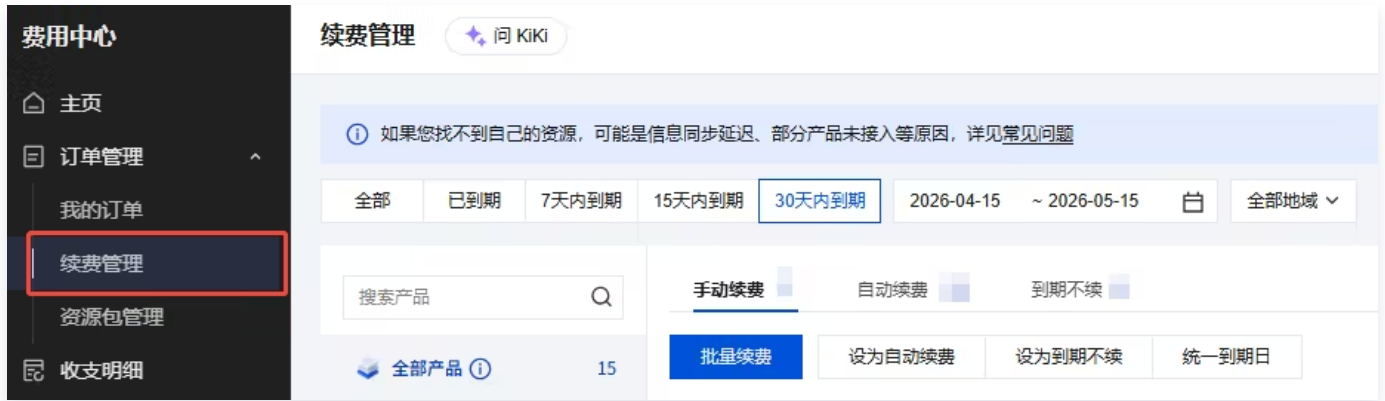 费用中心
主页
订单管理
我的订单
续费管理
资源包管理
收支明细
续费管理 问 KiKi
如果您找不到自己的资源，可能是信息同步延迟、部分产品未接入等原因，详见常见问题
全部 已到期 7天内到期 15天内到期 30天内到期 2026-04-15 ~ 2026-05-15 全部地域
搜索产品
全部产品 15
手动续费 自动续费 到期不续
批量续费 设为自动续费 设为到期不续 统一到期日